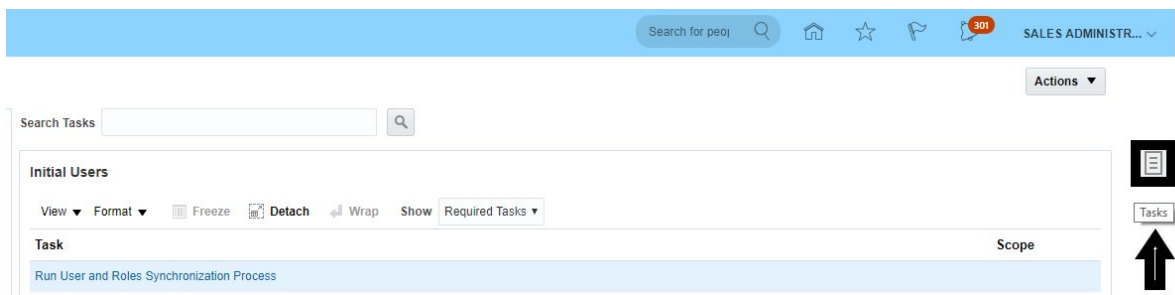 Search for peop
301
SALES ADMINISTR...
Actions
Search Tasks
Initial Users
View Format Freeze Detach Wrap Show Required Tasks
Tasks
Task Scope
Run User and Roles Synchronization Process